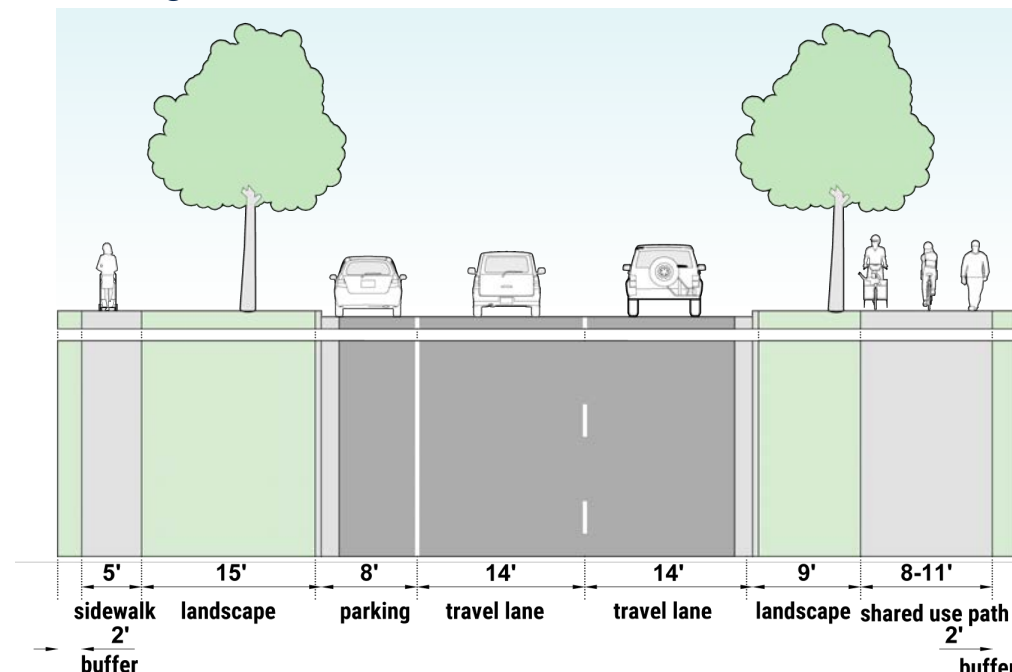 5' 15' 8' 14' 14' 9' 8-11'
sidewalk landscape parking travel lane travel lane landscape shared use path
2' 2'
buffer buffer